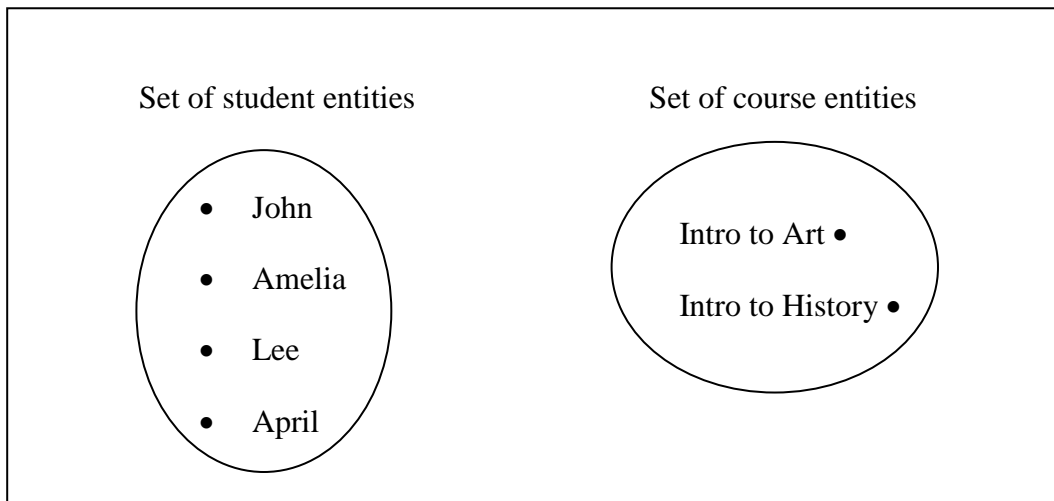 Set of student entities
Set of course entities
• John
• Amelia
• Lee
• April
Intro to Art •
Intro to History •